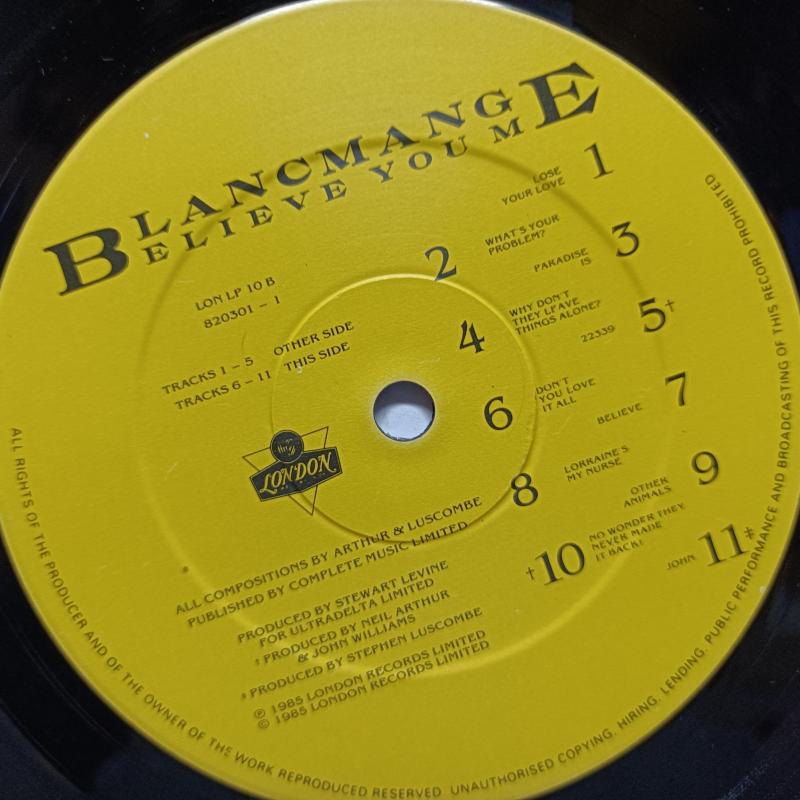 BLANCMANGE
BELIEVE YOU ME
LON LP 10 B
820301 – 1
TRACKS 1 – 5 OTHER SIDE
TRACKS 6 – 11 THIS SIDE
LOSE
YOUR LOVE
1
2
WHAT'S YOUR
PROBLEM?
PARADISE
IS
3
4
WHY DON'T
THEY LEAVE
THINGS ALONE?
22339
5†
6
DON'T
YOU LOVE
IT ALL
BELIEVE
7
8
LORRAINE'S
MY NURSE
OTHER
ANIMALS
9
†10
NO WONDER THEY
NEVER MADE
IT BACK!
JOHN
11‡
LONDON
ALL COMPOSITIONS BY ARTHUR & LUSCOMBE
PUBLISHED BY COMPLETE MUSIC LIMITED
PRODUCED BY STEWART LEVINE
FOR ULTRADELTA LIMITED
† PRODUCED BY NEIL ARTHUR
& JOHN WILLIAMS
‡ PRODUCED BY STEPHEN LUSCOMBE
℗ 1985 LONDON RECORDS LIMITED
© 1985 LONDON RECORDS LIMITED
ALL RIGHTS OF THE PRODUCER AND OF THE OWNER OF THE WORK REPRODUCED RESERVED UNAUTHORISED COPYING, HIRING, LENDING, PUBLIC PERFORMANCE AND BROADCASTING OF THIS RECORD PROHIBITED